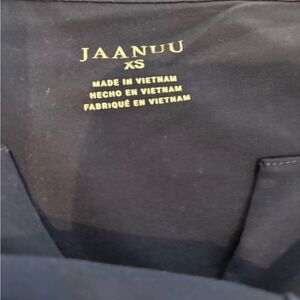 JAANUU
XS
MADE IN VIETNAM
HECHO EN VIETNAM
FABRIQUÉ EN VIETNAM